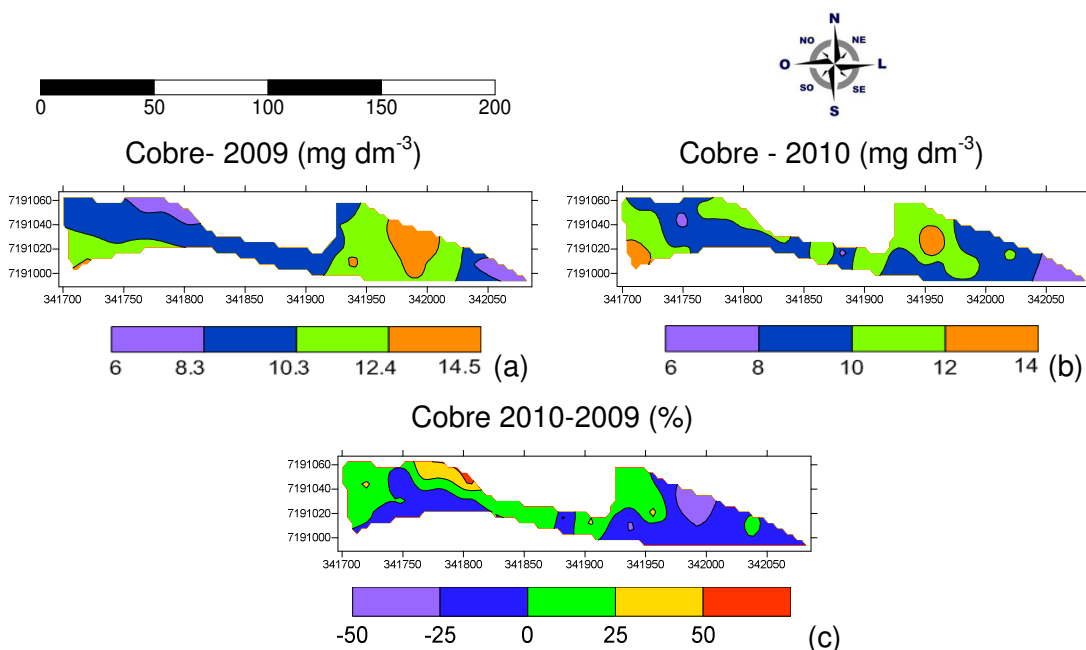 N
NO NE
O L
SO SE
S
0 50 100 150 200
Cobre- 2009 (mg dm-3)
Cobre - 2010 (mg dm-3)
7191060
7191040
7191020
7191000
341700 341750 341800 341850 341900 341950 342000 342050
6 8.3 10.3 12.4 14.5 (a)
7191060
7191040
7191020
7191000
341700 341750 341800 341850 341900 341950 342000 342050
6 8 10 12 14 (b)
Cobre 2010-2009 (%)
7191060
7191040
7191020
7191000
341700 341750 341800 341850 341900 341950 342000 342050
-50 -25 0 25 50 (c)